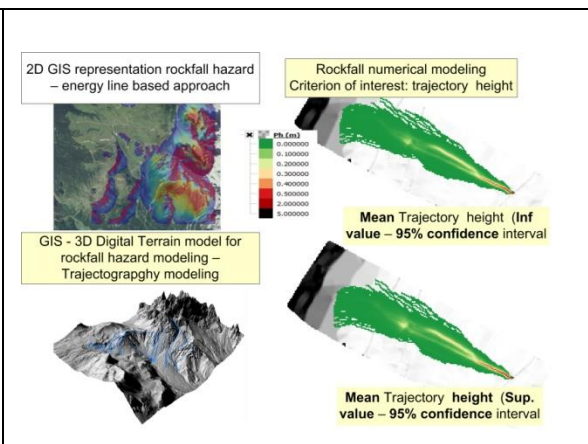 2D GIS representation rockfall hazard
– energy line based approach
Rockfall numerical modeling
Criterion of interest: trajectory height
Ph (m)
0.000000
0.100000
0.200000
0.300000
0.400000
0.500000
2.000000
5.000000
Mean Trajectory height (Inf
value – 95% confidence interval
GIS - 3D Digital Terrain model for
rockfall hazard modeling –
Trajectograpghy modeling
Mean Trajectory height (Sup.
value – 95% confidence interval